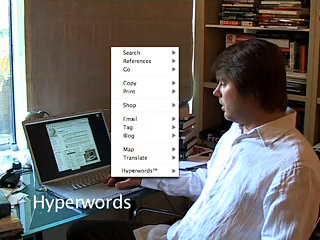 Search
References
Go
Copy
Print
Shop
Email
Tag
Blog
Map
Translate
Hyperwords™
Hyperwords